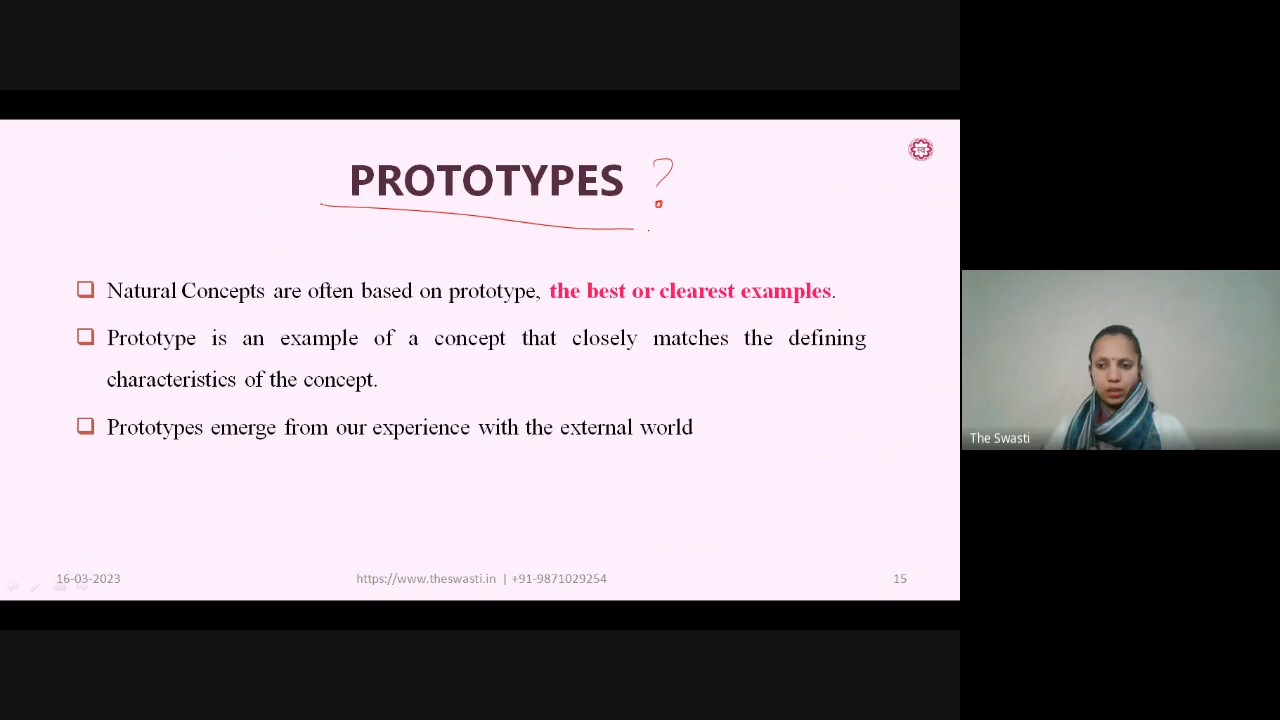 PROTOTYPES ?
❑ Natural Concepts are often based on prototype, the best or clearest examples.
❑ Prototype is an example of a concept that closely matches the defining
characteristics of the concept.
❑ Prototypes emerge from our experience with the external world
The Swasti
16-03-2023 https://www.theswasti.in | +91-9871029254 15